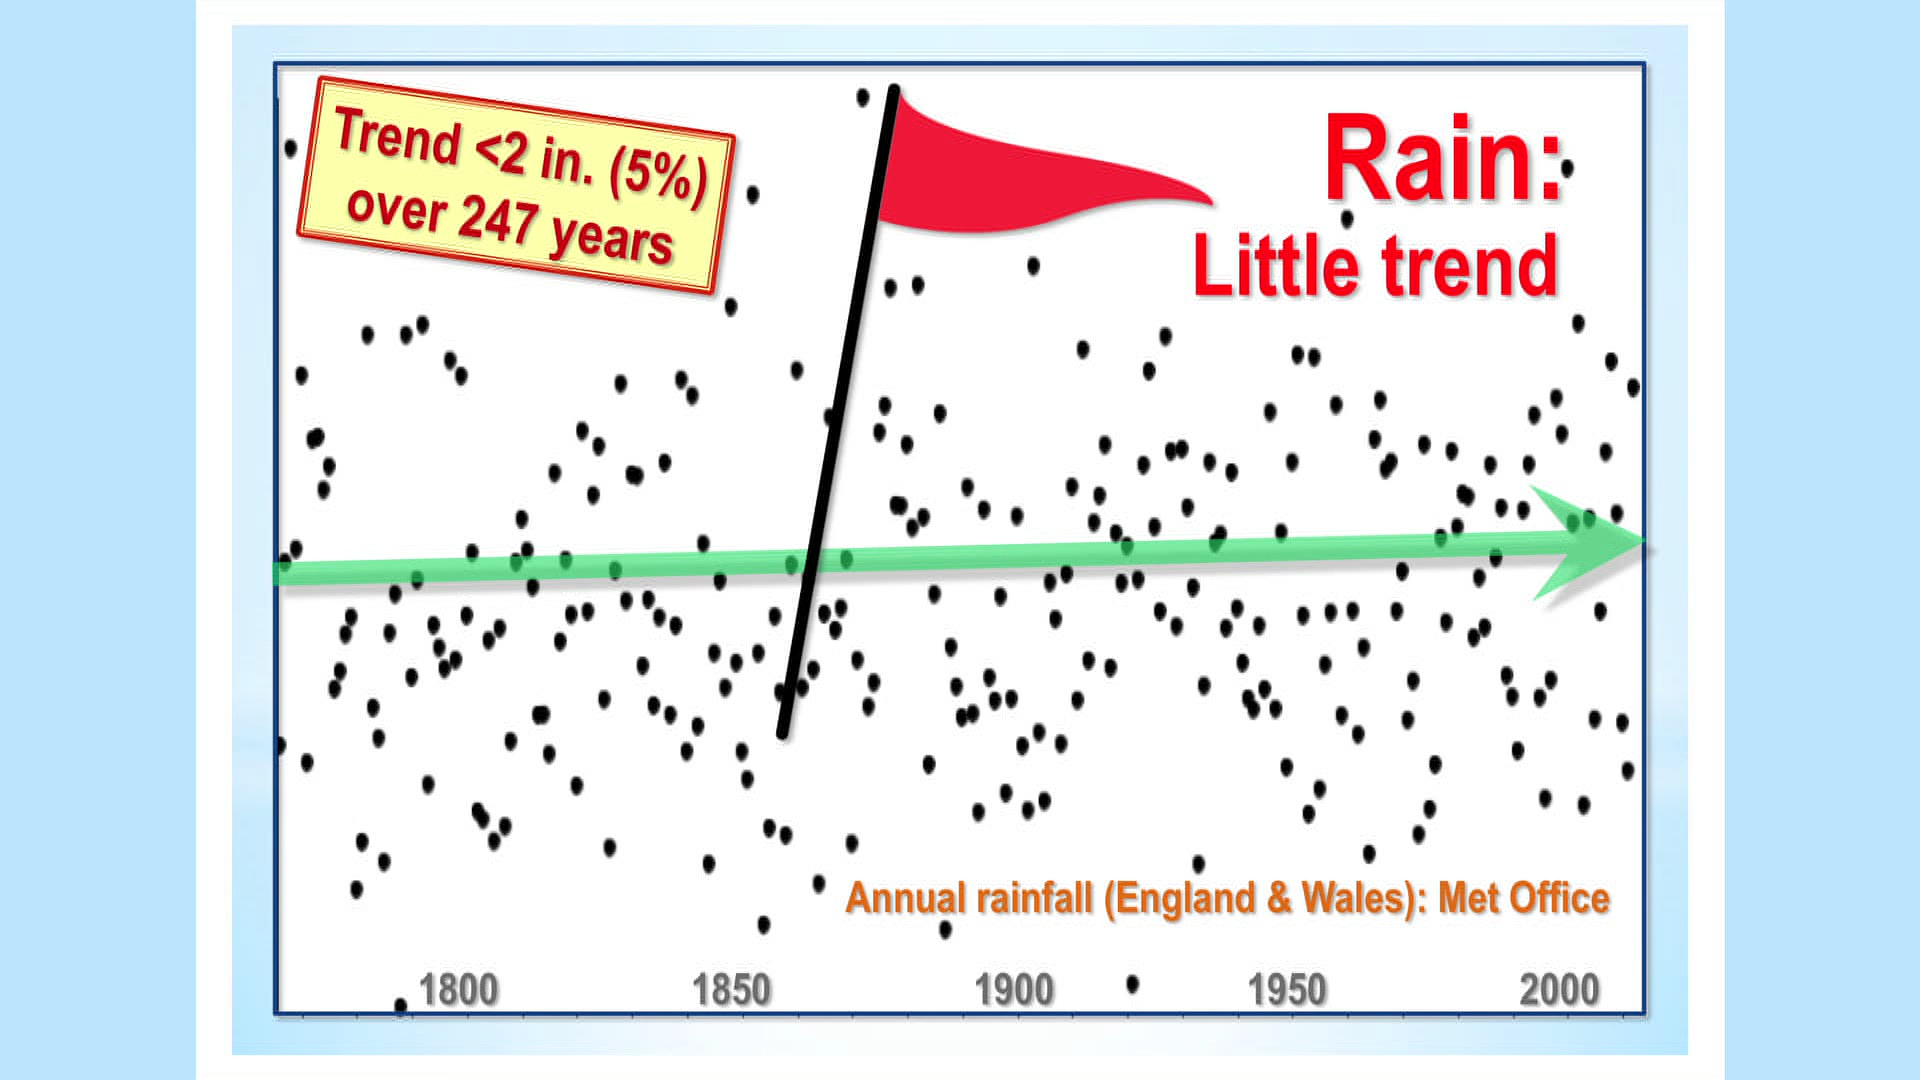 Trend <2 in. (5%)
over 247 years
Rain:
Little trend
Annual rainfall (England & Wales): Met Office
1800 1850 1900 1950 2000